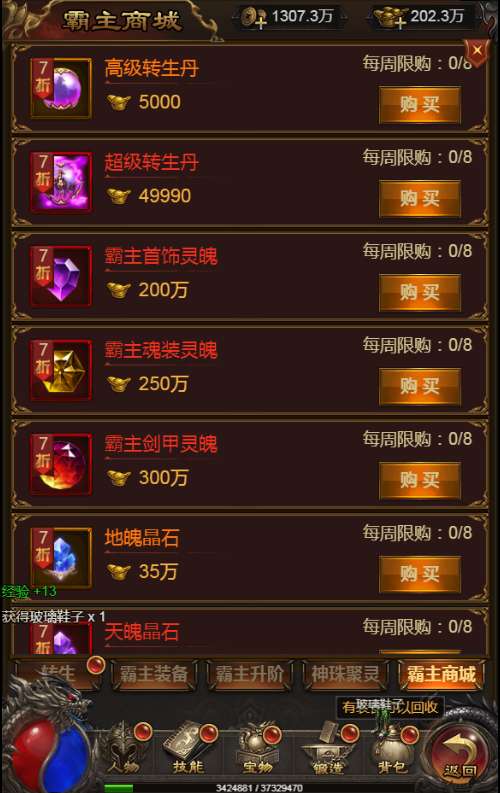 霸主商城
1307.3万
202.3万
7折
高级转生丹
5000
每周限购：0/8
购买
7折
超级转生丹
49990
每周限购：0/8
购买
7折
霸主首饰灵魄
200万
每周限购：0/8
购买
7折
霸主魂装灵魄
250万
每周限购：0/8
购买
7折
霸主剑甲灵魄
300万
每周限购：0/8
购买
7折
地魄晶石
35万
每周限购：0/8
购买
经验 +13
获得玻璃鞋子 x 1
7折
天魄晶石
每周限购：0/8
转生
霸主装备
霸主升阶
神珠聚灵
霸主商城
玻璃鞋子
可以回收
人物
技能
宝物
锻造
背包
返回
3424881 / 37329470